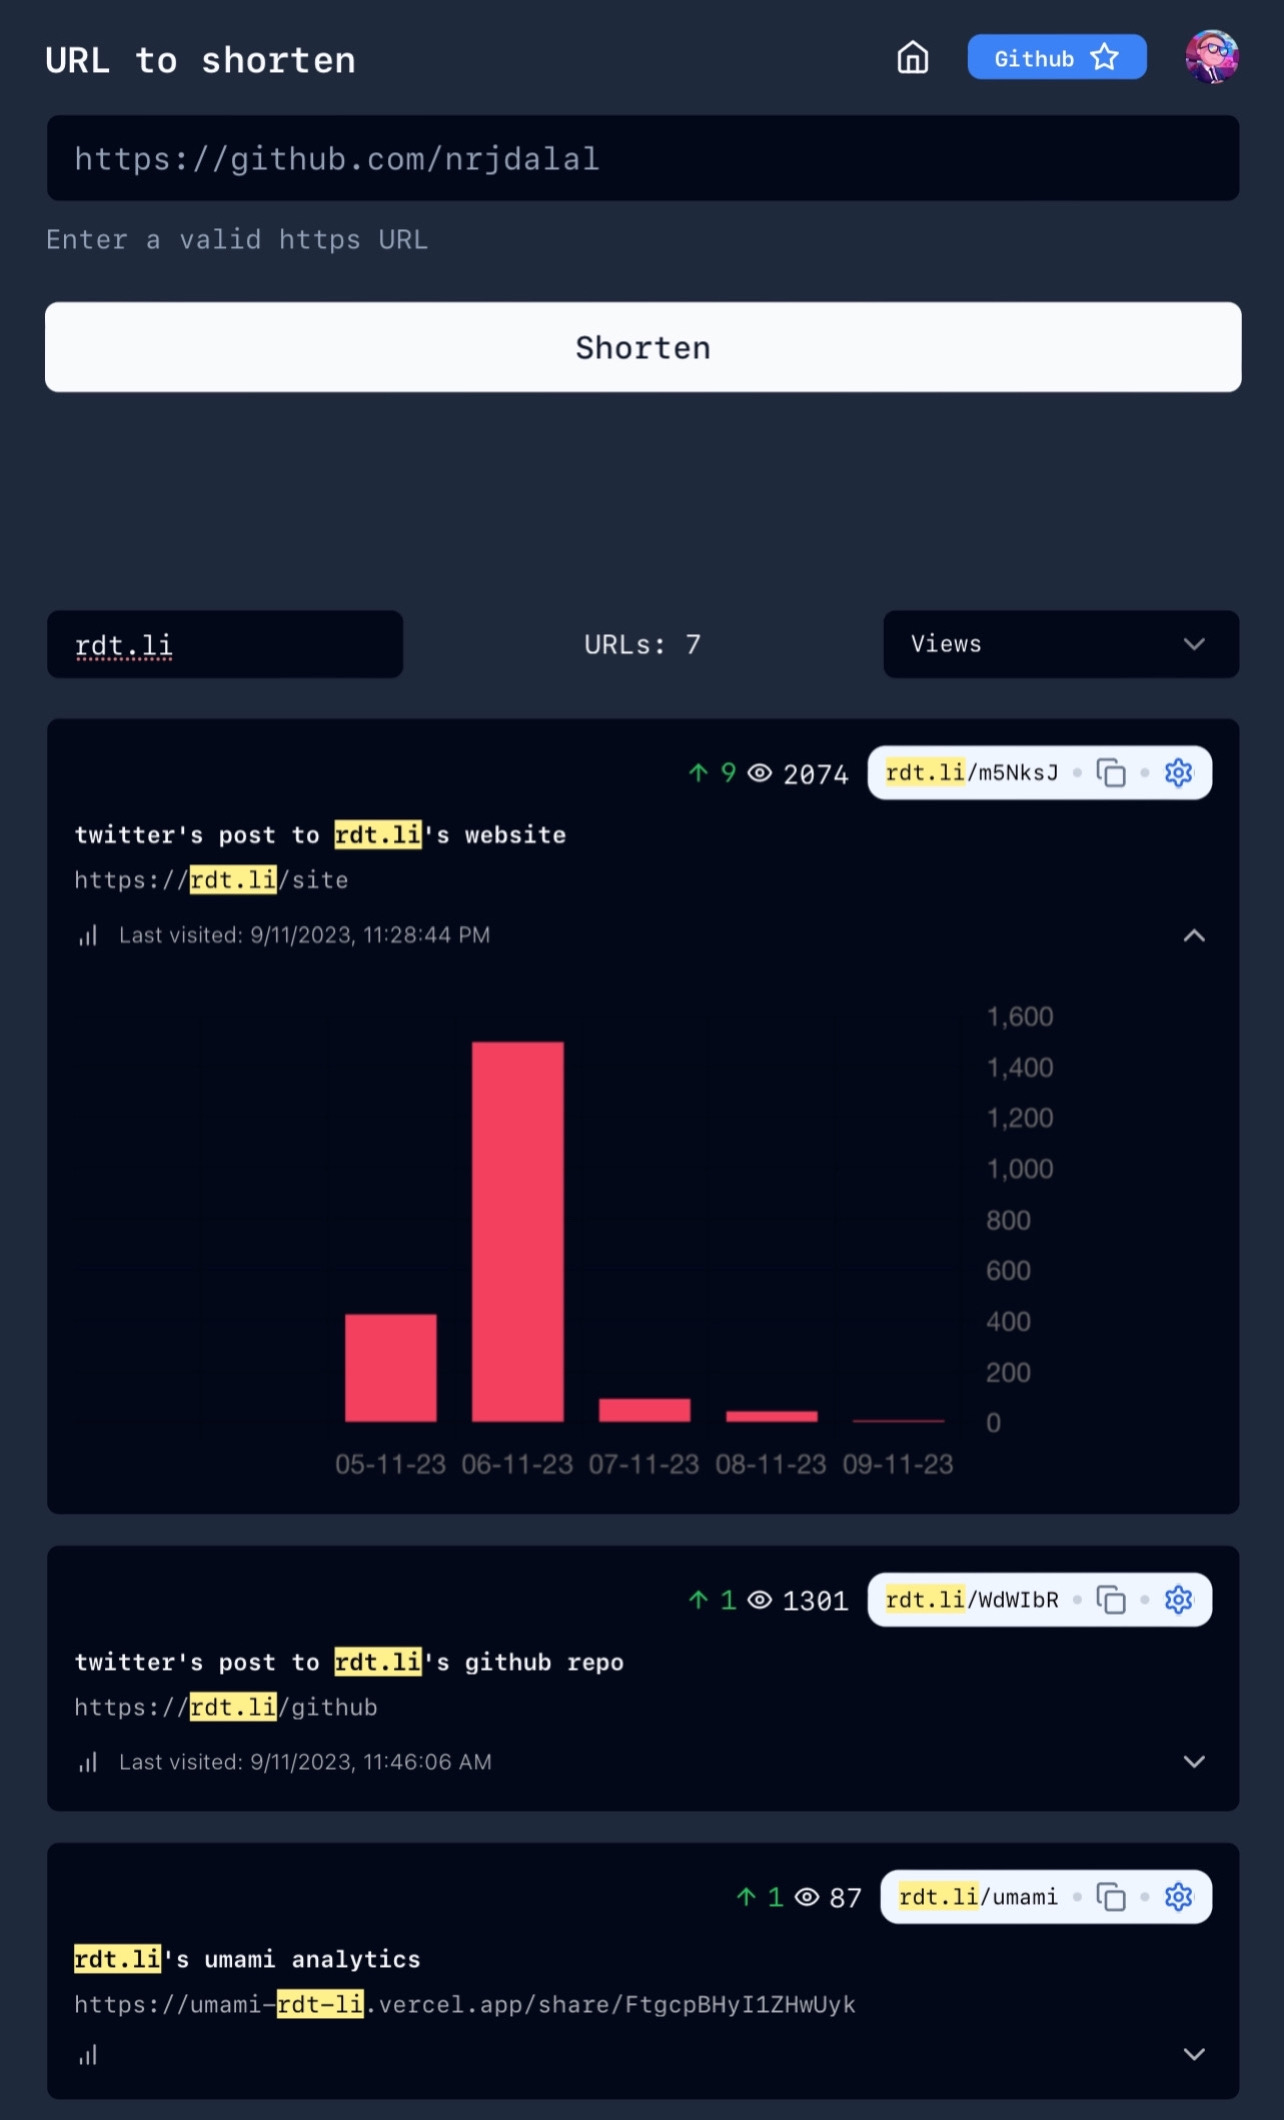 URL to shorten
Github
https://github.com/nrjdalal
Enter a valid https URL
Shorten
rdt.li
URLs: 7
Views
9 2074 rdt.li/m5NksJ
twitter's post to rdt.li's website
https://rdt.li/site
Last visited: 9/11/2023, 11:28:44 PM
1,600
1,400
1,200
1,000
800
600
400
200
0
05-11-23 06-11-23 07-11-23 08-11-23 09-11-23
1 1301 rdt.li/WdWIbR
twitter's post to rdt.li's github repo
https://rdt.li/github
Last visited: 9/11/2023, 11:46:06 AM
1 87 rdt.li/umami
rdt.li's umami analytics
https://umami-rdt-li.vercel.app/share/FtgcpBHyI1ZHwUyk